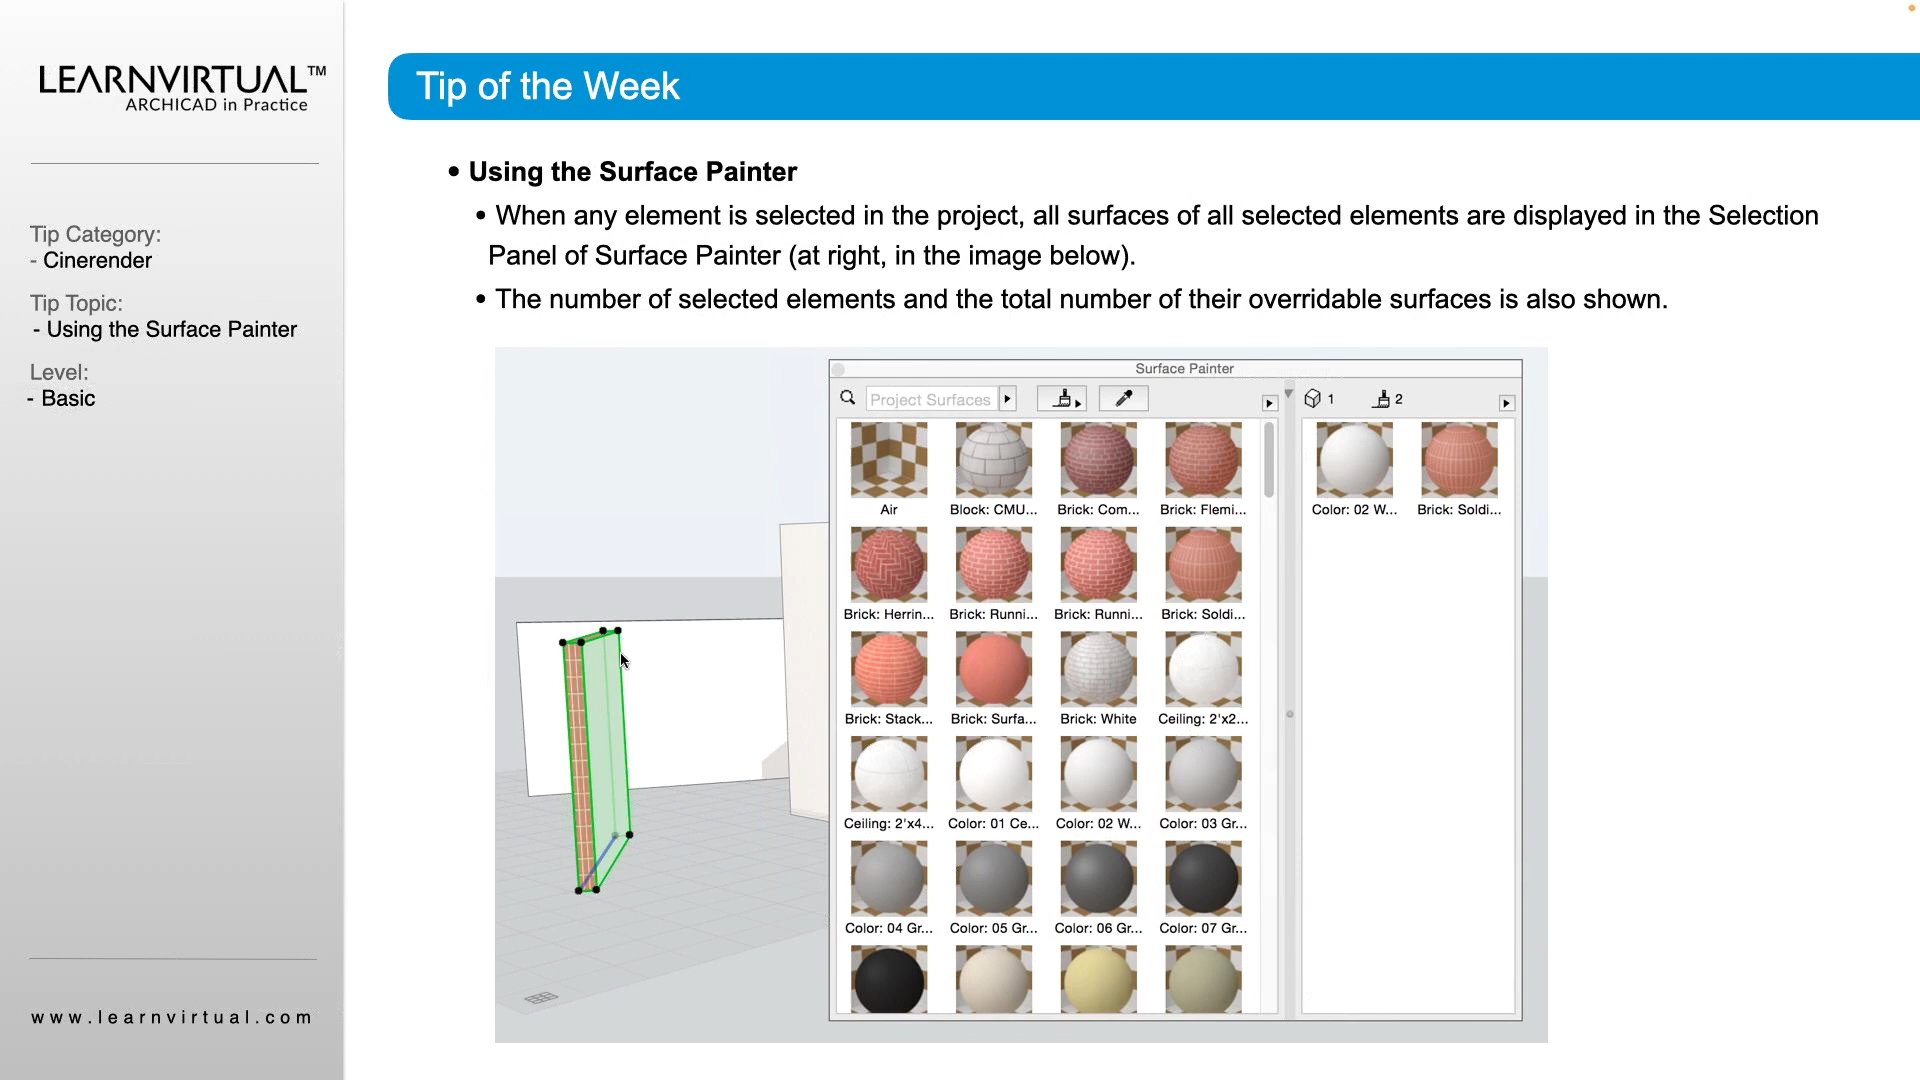 LEARNVIRTUAL™
ARCHICAD in Practice
Tip Category:
- Cinerender
Tip Topic:
- Using the Surface Painter
Level:
- Basic
www.learnvirtual.com
Tip of the Week
• Using the Surface Painter
• When any element is selected in the project, all surfaces of all selected elements are displayed in the Selection
Panel of Surface Painter (at right, in the image below).
• The number of selected elements and the total number of their overridable surfaces is also shown.
Surface Painter
Project Surfaces
1 2
Air Block: CMU... Brick: Com... Brick: Flemi...
Brick: Herrin... Brick: Runni... Brick: Runni... Brick: Soldi...
Brick: Stack... Brick: Surfa... Brick: White Ceiling: 2'x2...
Ceiling: 2'x4... Color: 01 Ce... Color: 02 W... Color: 03 Gr...
Color: 04 Gr... Color: 05 Gr... Color: 06 Gr... Color: 07 Gr...
Color: 02 W... Brick: Soldi...